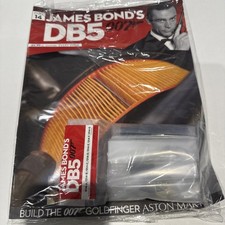 14
JAMES BOND'S
DB5 007
JAMES BOND'S
DB5
BUILD THE 007 GOLDFINGER ASTON MAR